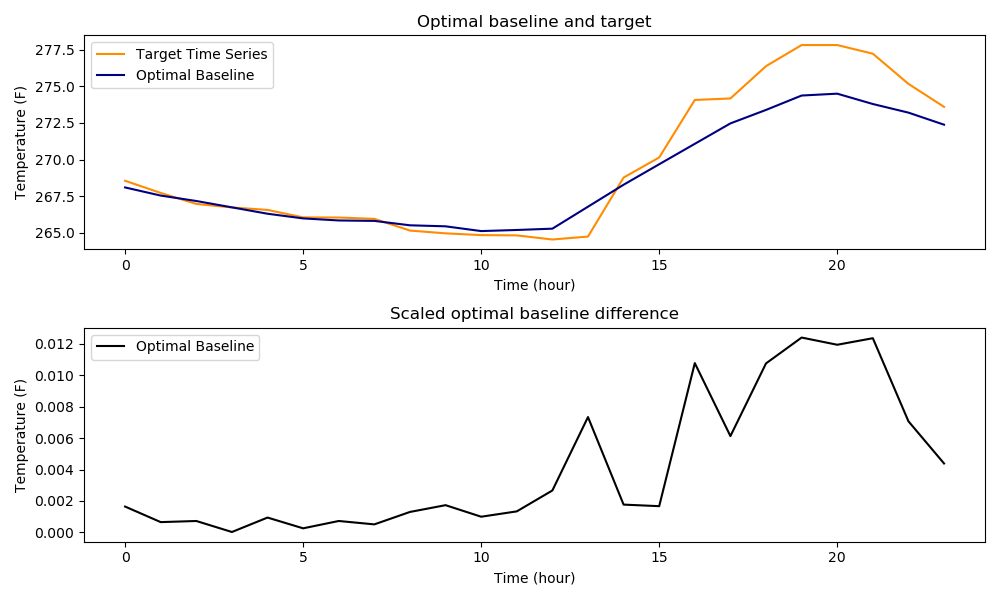 Optimal baseline and target
277.5
275.0
272.5
270.0
267.5
265.0
Temperature (F)
Target Time Series
Optimal Baseline
0 5 10 15 20
Time (hour)
Scaled optimal baseline difference
0.012
0.010
0.008
0.006
0.004
0.002
0.000
Temperature (F)
Optimal Baseline
0 5 10 15 20
Time (hour)